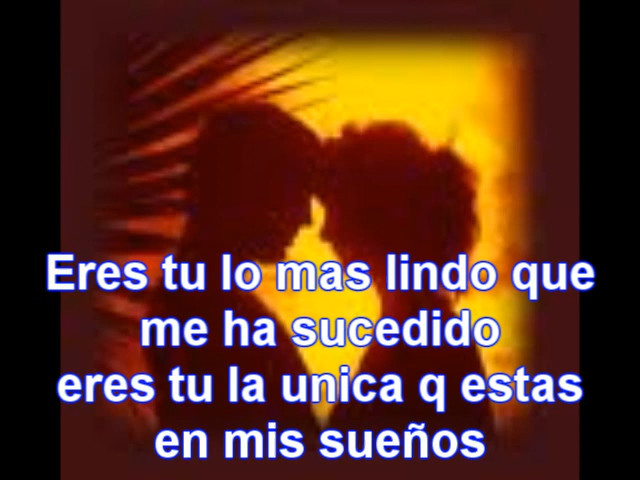 Eres tu lo mas lindo que
me ha sucedido
eres tu la unica q estas
en mis sueños